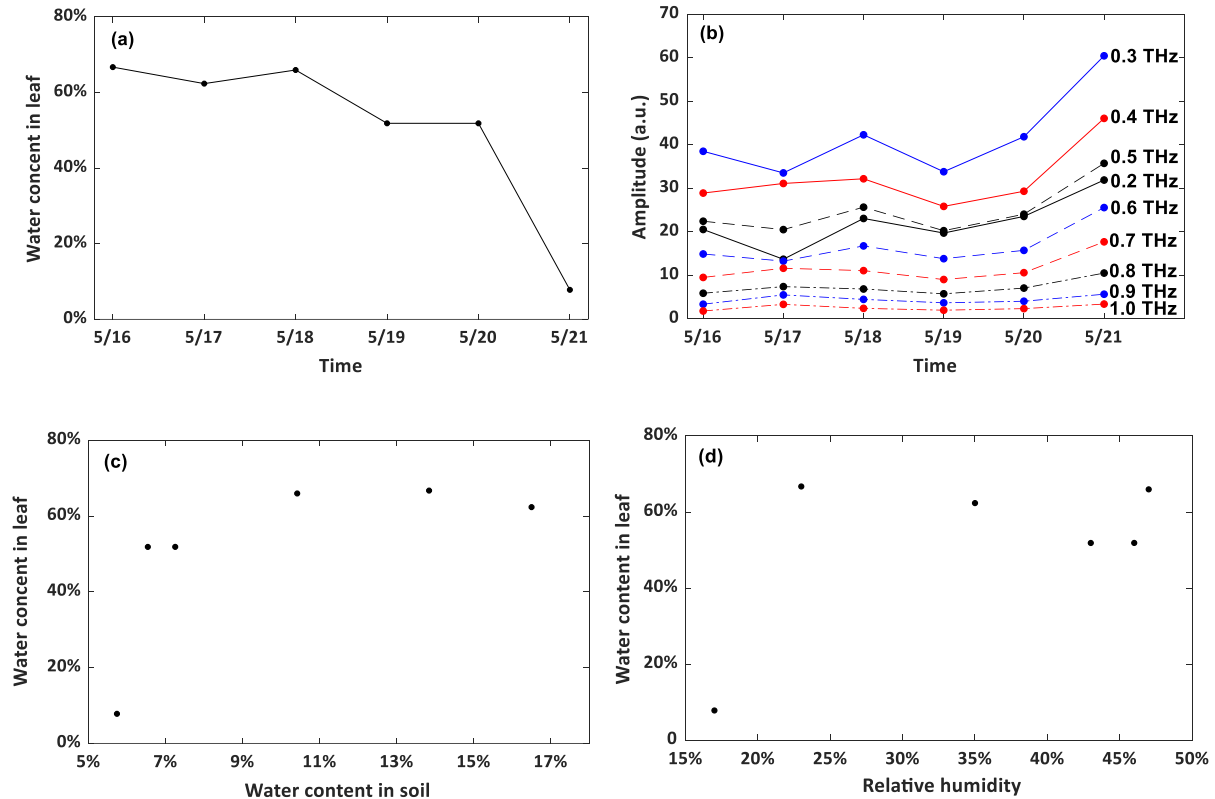 (a)
Water concent in leaf
80%
60%
40%
20%
0%
5/16 5/17 5/18 5/19 5/20 5/21
Time
(b)
Amplitude (a.u.)
70
60
50
40
30
20
10
0
0.3 THz
0.4 THz
0.5 THz
0.2 THz
0.6 THz
0.7 THz
0.8 THz
0.9 THz
1.0 THz
5/16 5/17 5/18 5/19 5/20 5/21
Time
(c)
Water concent in leaf
80%
60%
40%
20%
0%
5% 7% 9% 11% 13% 15% 17%
Water content in soil
(d)
Water content in leaf
80%
60%
40%
20%
0
15% 20% 25% 30% 35% 40% 45% 50%
Relative humidity